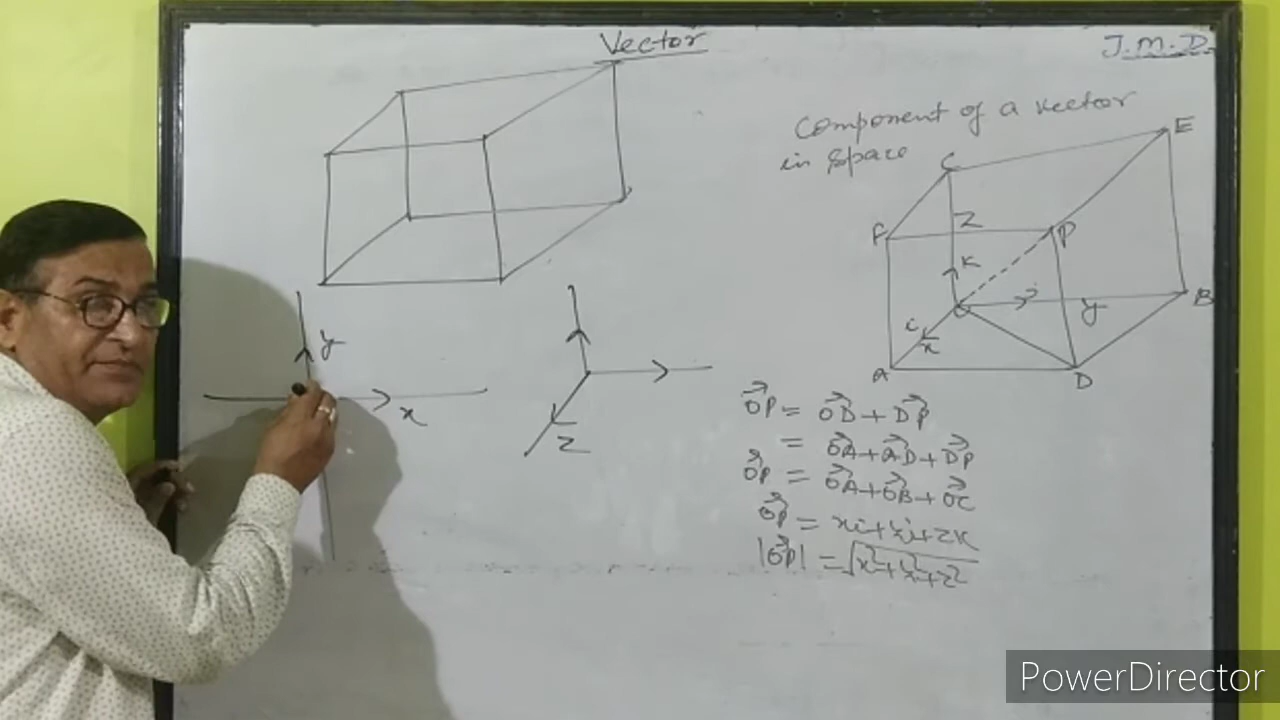 Vector
J.M.D.
Component of a vector
in space
E
C
F
Z
P
K
j
O
y
B
i
x
A
D
y
x
Z
OP⃗ = OD⃗ + DP⃗
= OA⃗ + AD⃗ + DP⃗
OP⃗ = OA⃗ + OB⃗ + OC⃗
OP⃗ = xi + yj + zk
|OP⃗| = √x²+y²+z²
PowerDirector